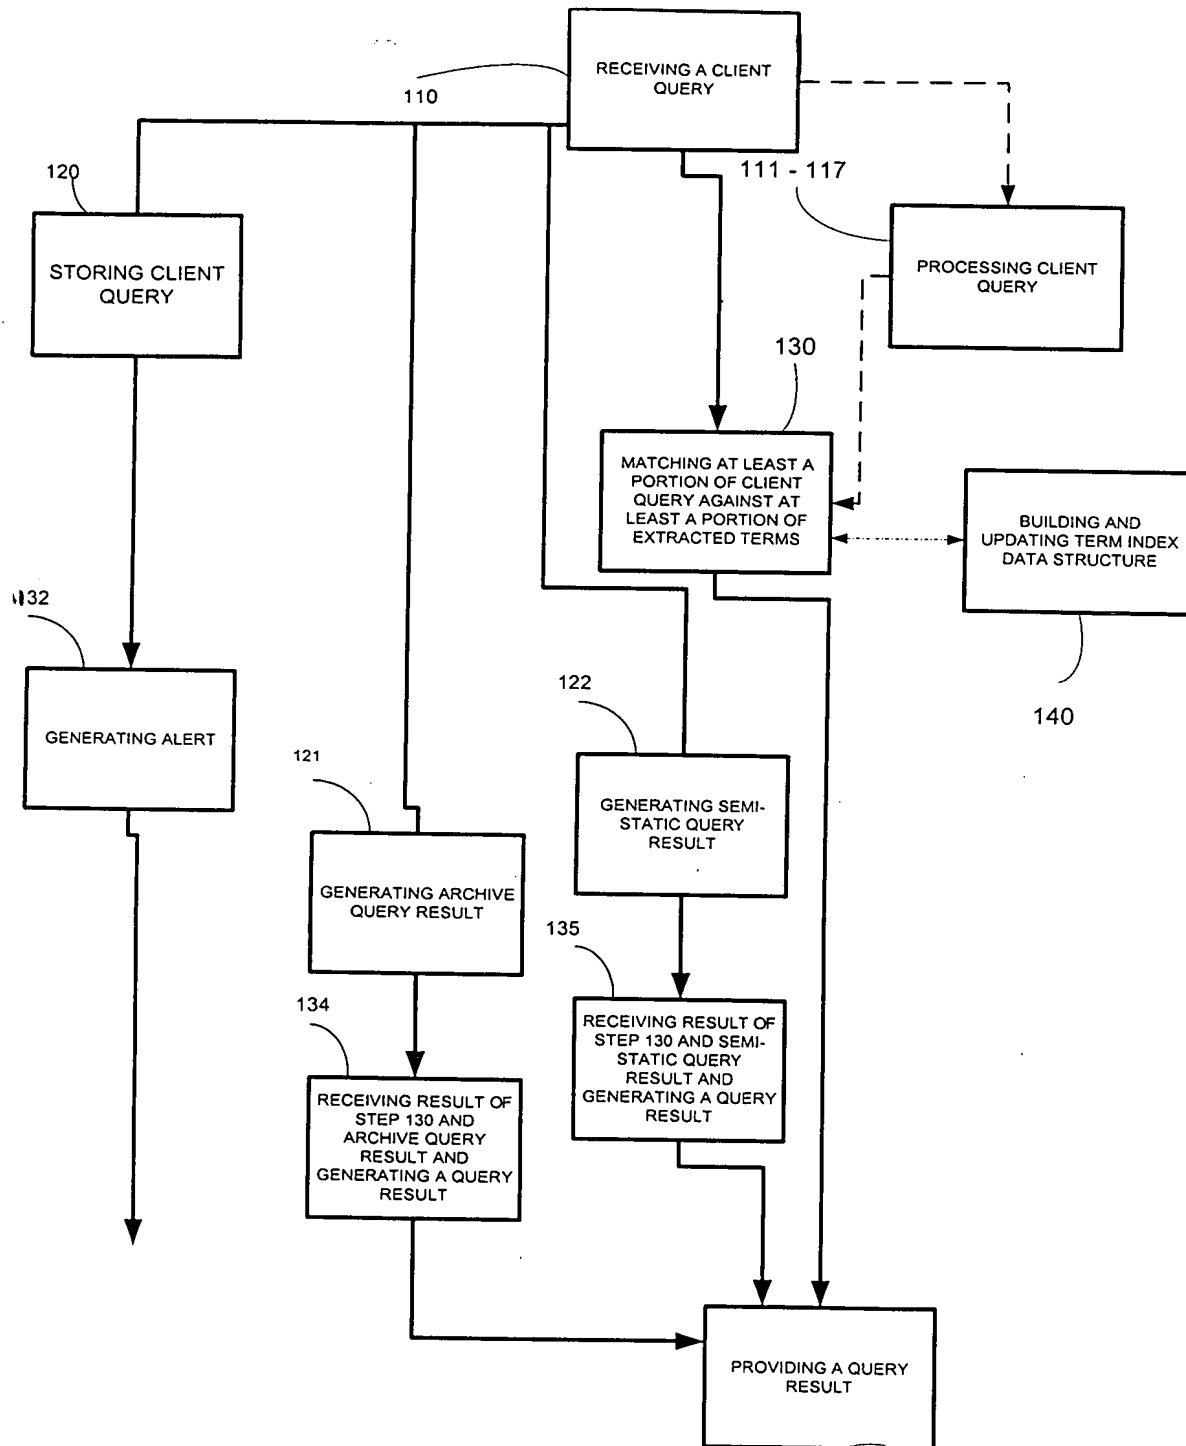 RECEIVING A CLIENT
QUERY
110
111 - 117
120
STORING CLIENT
QUERY
PROCESSING CLIENT
QUERY
130
MATCHING AT LEAST A
PORTION OF CLIENT
QUERY AGAINST AT
LEAST A PORTION OF
EXTRACTED TERMS
BUILDING AND
UPDATING TERM INDEX
DATA STRUCTURE
140
132
GENERATING ALERT
122
GENERATING SEMI-
STATIC QUERY
RESULT
121
GENERATING ARCHIVE
QUERY RESULT
135
RECEIVING RESULT OF
STEP 130 AND SEMI-
STATIC QUERY
RESULT AND
GENERATING A QUERY
RESULT
134
RECEIVING RESULT OF
STEP 130 AND
ARCHIVE QUERY
RESULT AND
GENERATING A QUERY
RESULT
PROVIDING A QUERY
RESULT